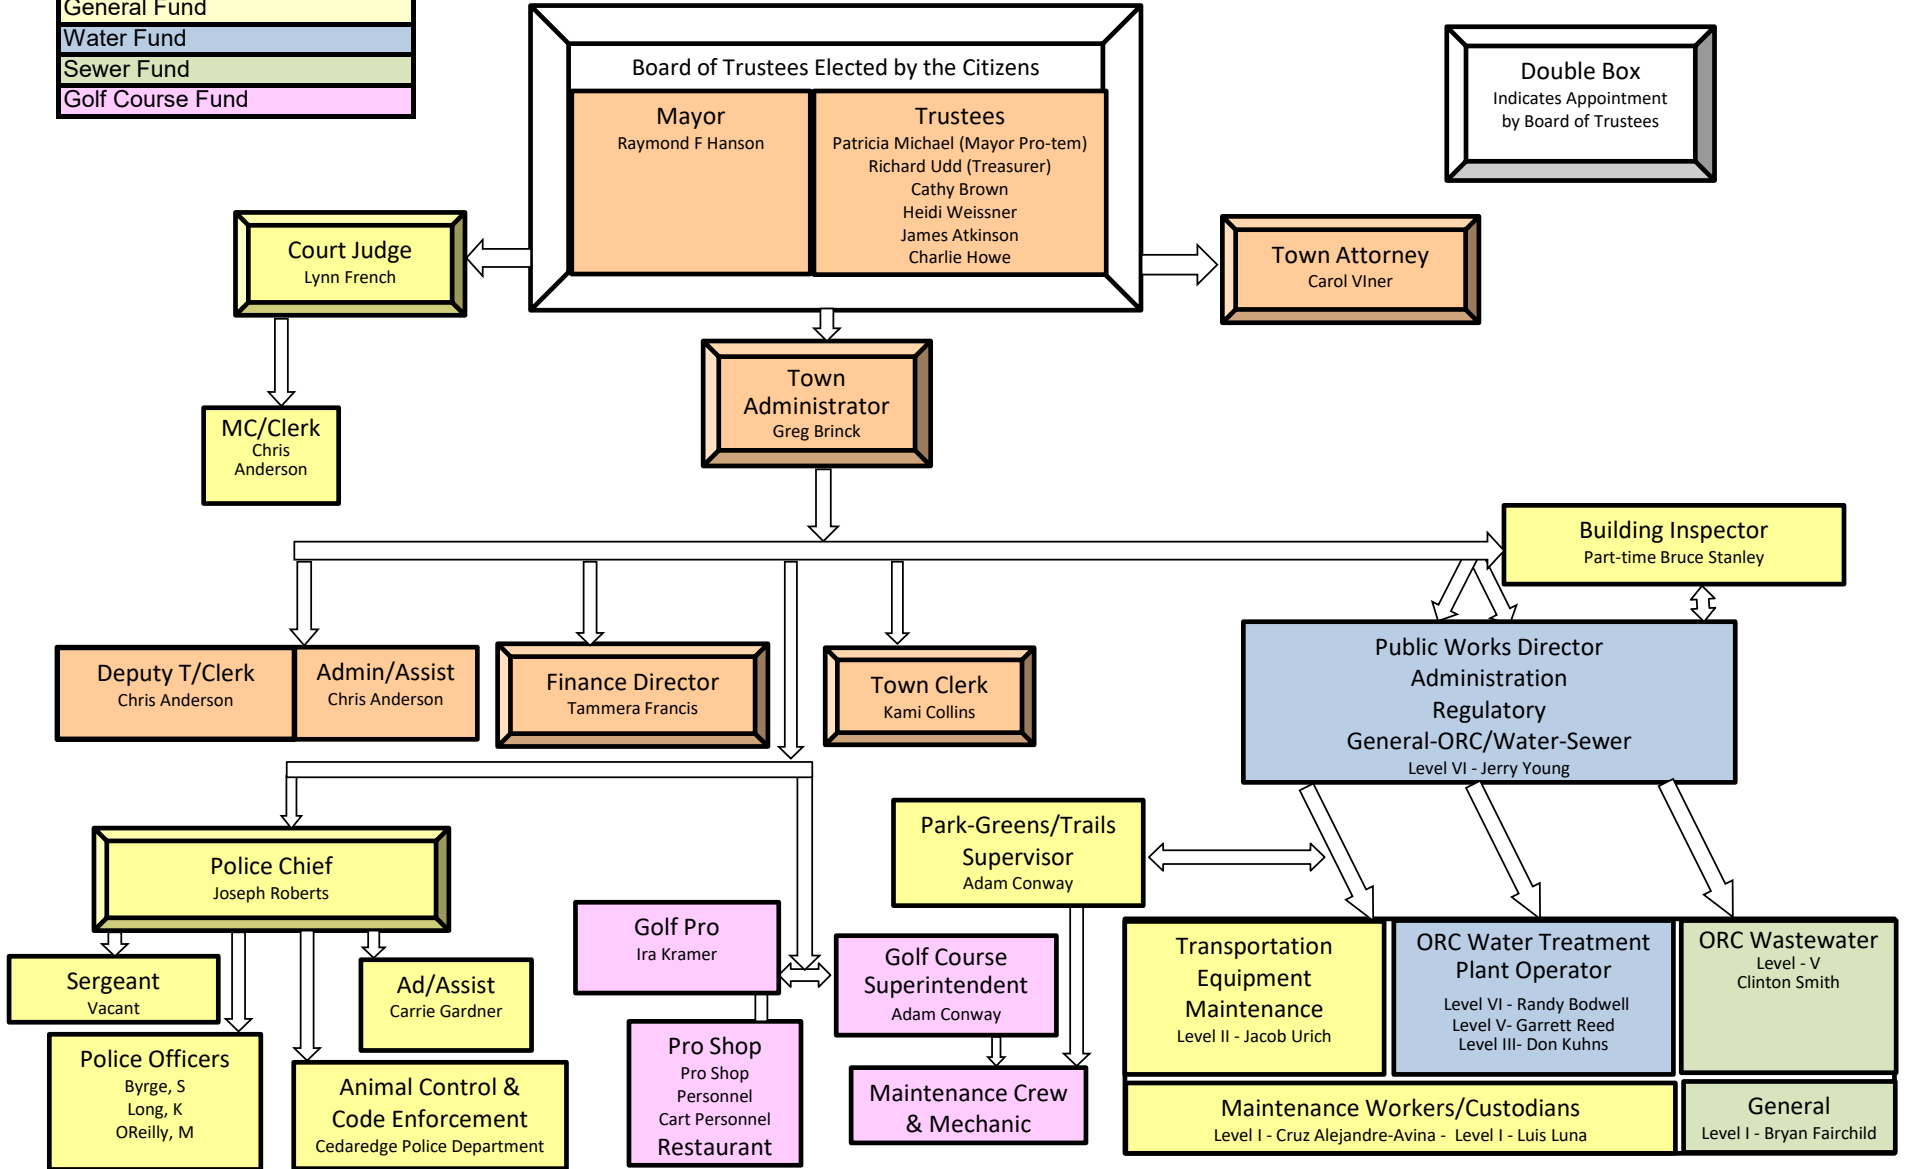 General Fund
Water Fund
Sewer Fund
Golf Course Fund
Board of Trustees Elected by the Citizens
Mayor
Raymond F Hanson
Trustees
Patricia Michael (Mayor Pro-tem)
Richard Udd (Treasurer)
Cathy Brown
Heidi Weissner
James Atkinson
Charlie Howe
Double Box
Indicates Appointment
by Board of Trustees
Court Judge
Lynn French
Town Attorney
Carol VIner
MC/Clerk
Chris
Anderson
Town
Administrator
Greg Brinck
Building Inspector
Part-time Bruce Stanley
Deputy T/Clerk
Chris Anderson
Admin/Assist
Chris Anderson
Finance Director
Tammera Francis
Town Clerk
Kami Collins
Public Works Director
Administration
Regulatory
General-ORC/Water-Sewer
Level VI - Jerry Young
Police Chief
Joseph Roberts
Park-Greens/Trails
Supervisor
Adam Conway
Golf Pro
Ira Kramer
Golf Course
Superintendent
Adam Conway
Sergeant
Vacant
Ad/Assist
Carrie Gardner
Police Officers
Byrge, S
Long, K
OReilly, M
Animal Control &
Code Enforcement
Cedaredge Police Department
Pro Shop
Pro Shop
Personnel
Cart Personnel
Restaurant
Maintenance Crew
& Mechanic
Transportation
Equipment
Maintenance
Level II - Jacob Urich
ORC Water Treatment
Plant Operator
Level VI - Randy Bodwell
Level V- Garrett Reed
Level III- Don Kuhns
ORC Wastewater
Level - V
Clinton Smith
Maintenance Workers/Custodians
Level I - Cruz Alejandre-Avina -  Level I - Luis Luna
General
Level I - Bryan Fairchild